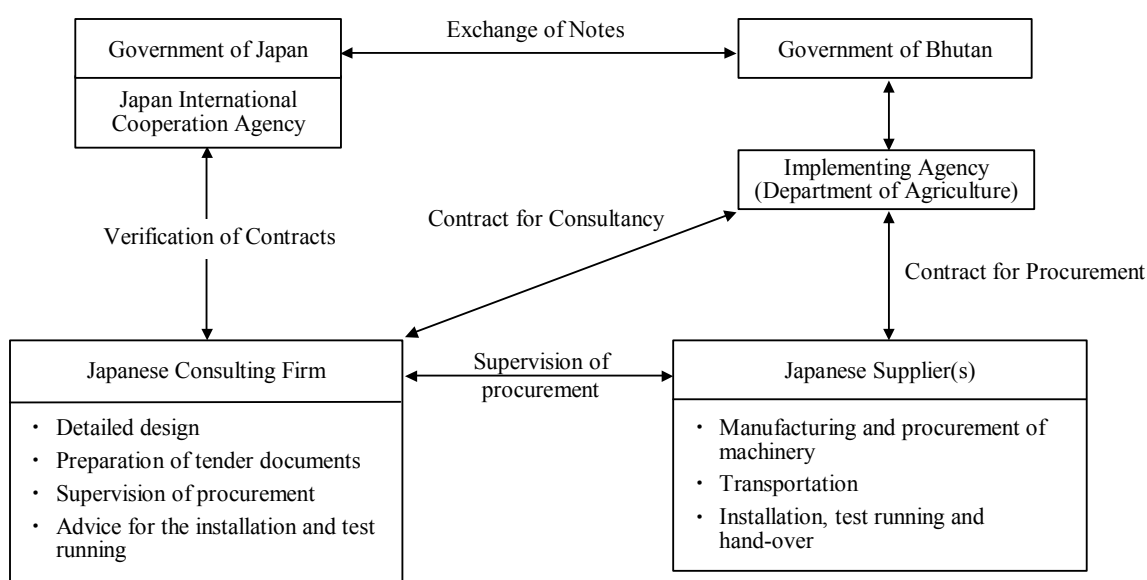 Government of Japan
Exchange of Notes
Government of Bhutan
Japan International
Cooperation Agency
Implementing Agency
(Department of Agriculture)
Verification of Contracts
Contract for Consultancy
Contract for Procurement
Japanese Consulting Firm
・ Detailed design
・ Preparation of tender documents
・ Supervision of procurement
・ Advice for the installation and test
running
Supervision of
procurement
Japanese Supplier(s)
・ Manufacturing and procurement of
machinery
・ Transportation
・ Installation, test running and
hand-over